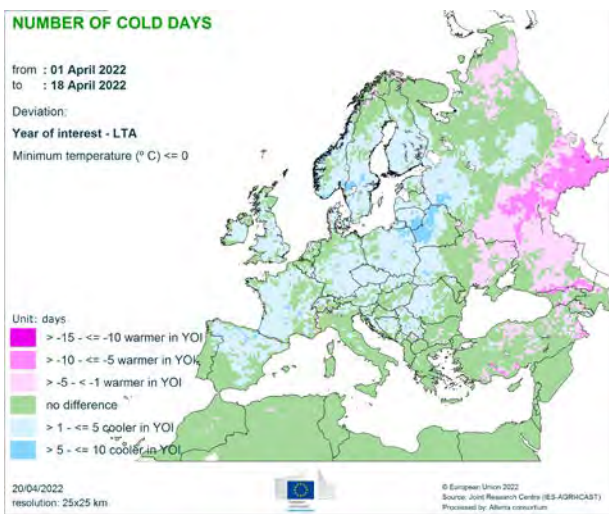 NUMBER OF COLD DAYS
from : 01 April 2022
to : 18 April 2022
Deviation:
Year of interest - LTA
Minimum temperature (º C) <= 0
Unit: days
> -15 - <= -10 warmer in YOI
> -10 - <= -5 warmer in YOI
> -5 - < -1 warmer in YOI
no difference
> 1 - <= 5 cooler in YOI
> 5 - <= 10 cooler in YOI
20/04/2022
resolution: 25x25 km
© European Union 2022
Source: Joint Research Centre (IES-AGRI4CAST)
Processed by: Alterra consortium